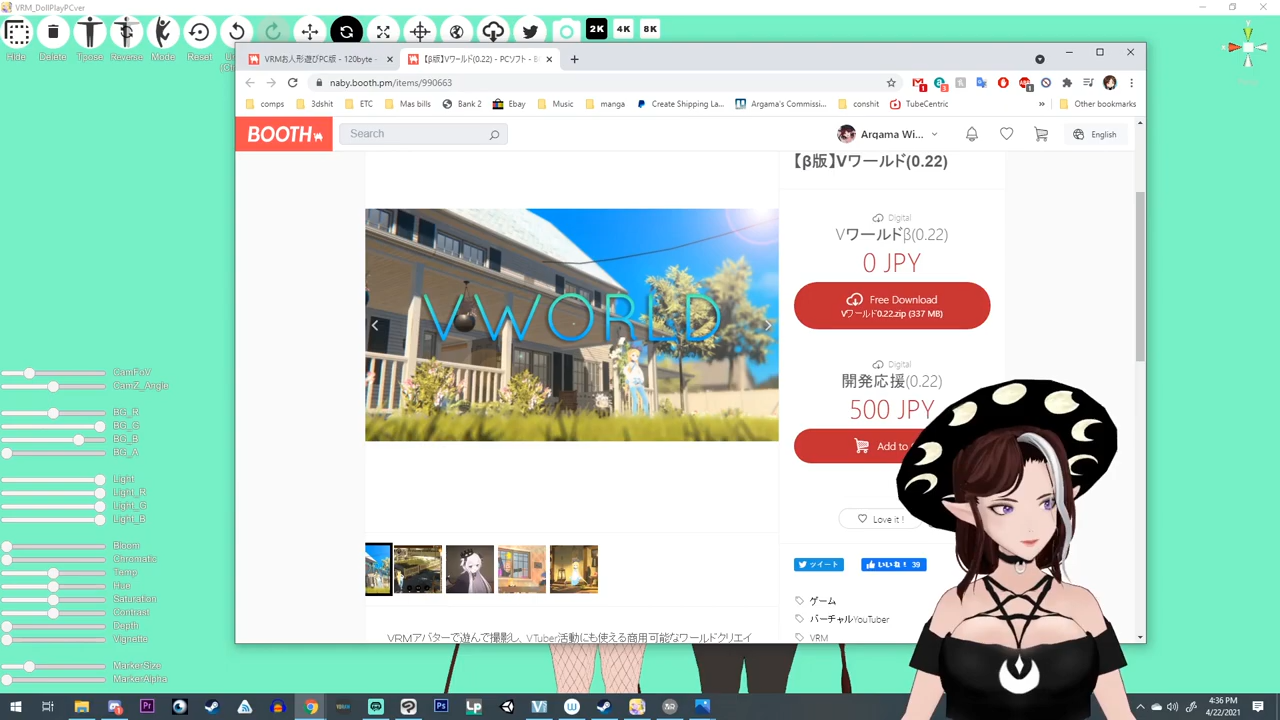 VRM_DollPlayPCver
2K
4K
8K
Hide
Delete
Tpose
Reverse
Mode
Reset
VRMお人形遊びPC版 - 120byte -
【β版】Vワールド(0.22) - PCソフト - B
naby.booth.pm/items/990663
comps
3dshit
ETC
Mas bills
Bank 2
Ebay
Music
manga
Create Shipping La...
Argama's Commissi...
conshit
TubeCentric
»
Other bookmarks
BOOTH
Search
Argama Wi...
English
【β版】Vワールド(0.22)
Digital
Vワールドβ(0.22)
0 JPY
Free Download
Vワールド0.22.zip (337 MB)
VWORLD
Digital
開発応援(0.22)
500 JPY
Add to
Love it !
ツイート
いいね！ 39
ゲーム
バーチャルYouTuber
VRM
VRMアバターで遊んで撮影し、VTuber活動にも使える商用可能なワールドクリエイ
CamFoV
CamZ_Angle
BG_R
BG_G
BG_B
BG_A
Light
Light_R
Light_G
Light_B
Bloom
Chromatic
Temp
Hue
Saturation
Contrast
Depth
Vignette
MarkerSize
MarkerAlpha
4:36 PM
4/22/2021